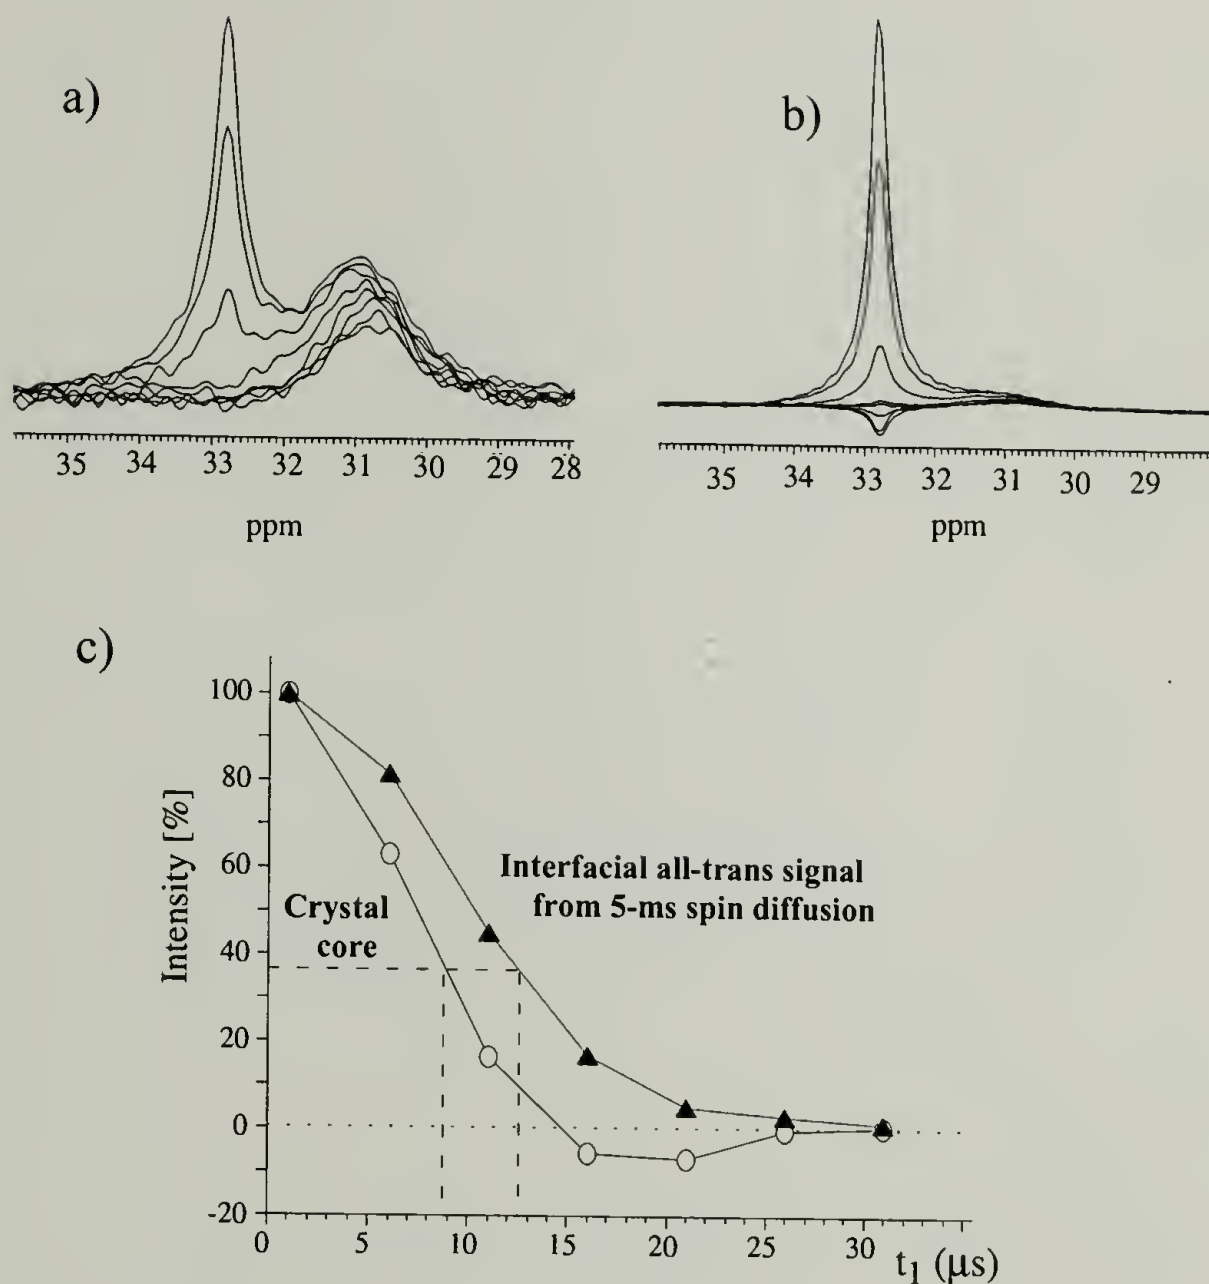 a)
35 34 33 32 31 30 29 28
ppm
b)
35 34 33 32 31 30 29
ppm
c)
Intensity [%]
100
80
60
40
20
0
-20
Crystal
core
Interfacial all-trans signal
from 5-ms spin diffusion
0 5 10 15 20 25 30
t₁ (μs)